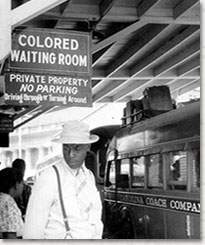 COLORED
WAITING ROOM
PRIVATE PROPERTY
NO PARKING
Driving through or Turning Around
COACH COMPANY